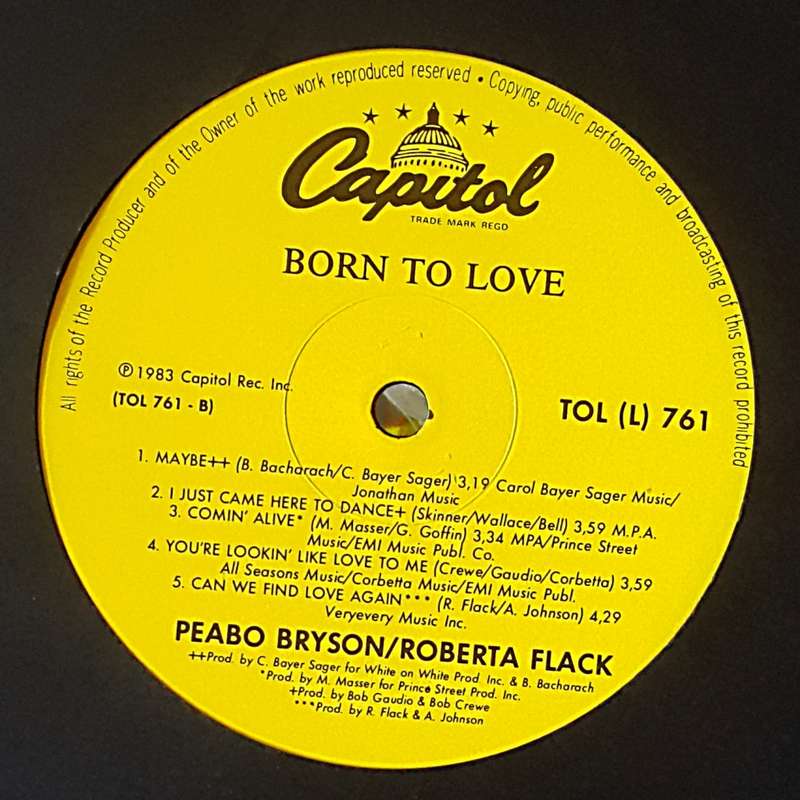 All rights of the Record Producer and of the Owner of the work reproduced reserved • Copying, public performance and broadcasting of this record prohibited
Capitol
TRADE MARK REGD
BORN TO LOVE
℗ 1983 Capitol Rec. Inc.
(TOL 761 - B)
TOL (L) 761
1. MAYBE++ (B. Bacharach/C. Bayer Sager) 3,19 Carol Bayer Sager Music/
Jonathan Music
2. I JUST CAME HERE TO DANCE+ (Skinner/Wallace/Bell) 3,59 M.P.A.
3. COMIN' ALIVE* (M. Masser/G. Goffin) 3,34 MPA/Prince Street
Music/EMI Music Publ. Co.
4. YOU'RE LOOKIN' LIKE LOVE TO ME (Crewe/Gaudio/Corbetta) 3,59
All Seasons Music/Corbetta Music/EMI Music Publ.
5. CAN WE FIND LOVE AGAIN*** (R. Flack/A. Johnson) 4,29
Veryevery Music Inc.
PEABO BRYSON/ROBERTA FLACK
++Prod. by C. Bayer Sager for White on White Prod. Inc. & B. Bacharach
*Prod. by M. Masser for Prince Street Prod. Inc.
+Prod. by Bob Gaudio & Bob Crewe
***Prod. by R. Flack & A. Johnson